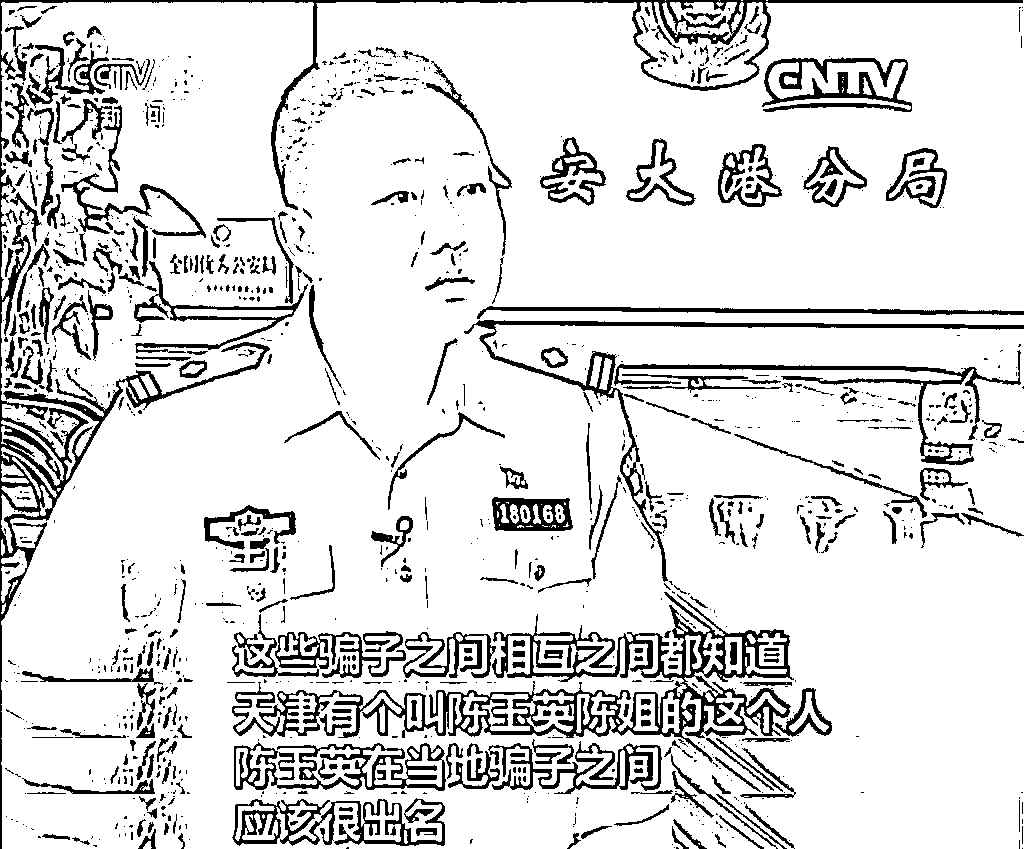 CCTV
新闻
CNTV
安大港分局
全国优秀公安局
180168
这些骗子之间相互之间都知道
天津有个叫陈玉英陈姐的这个人
陈玉英在当地骗子之间
应该很出名